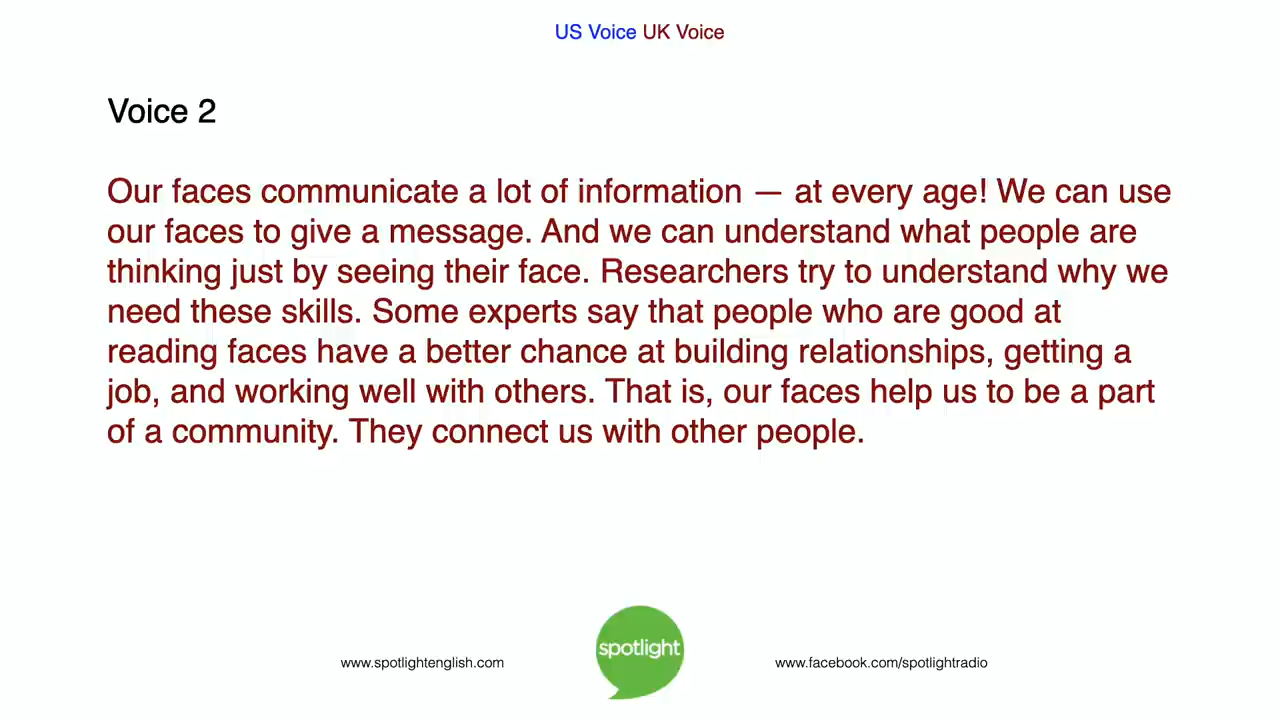 US Voice UK Voice
Voice 2
Our faces communicate a lot of information — at every age! We can use
our faces to give a message. And we can understand what people are
thinking just by seeing their face. Researchers try to understand why we
need these skills. Some experts say that people who are good at
reading faces have a better chance at building relationships, getting a
job, and working well with others. That is, our faces help us to be a part
of a community. They connect us with other people.
spotlight
www.spotlightenglish.com
www.facebook.com/spotlightradio